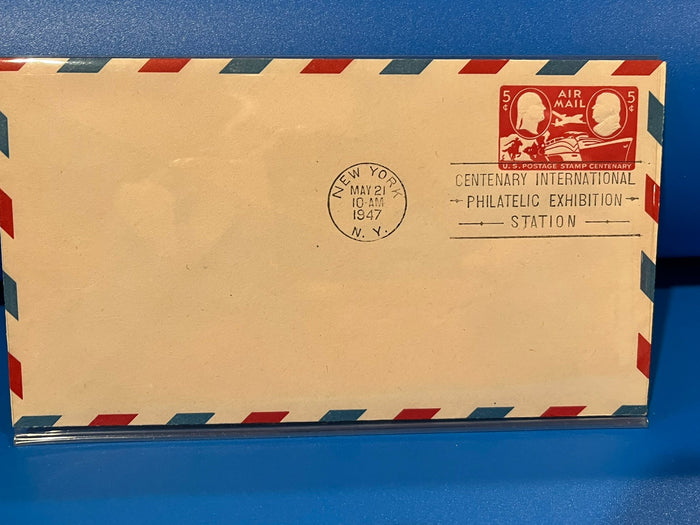 5¢ AIR MAIL 5¢
U.S. POSTAGE STAMP CENTENARY
NEW YORK
MAY 21
10-AM
1947
N. Y.
CENTENARY INTERNATIONAL
PHILATELIC EXHIBITION
STATION